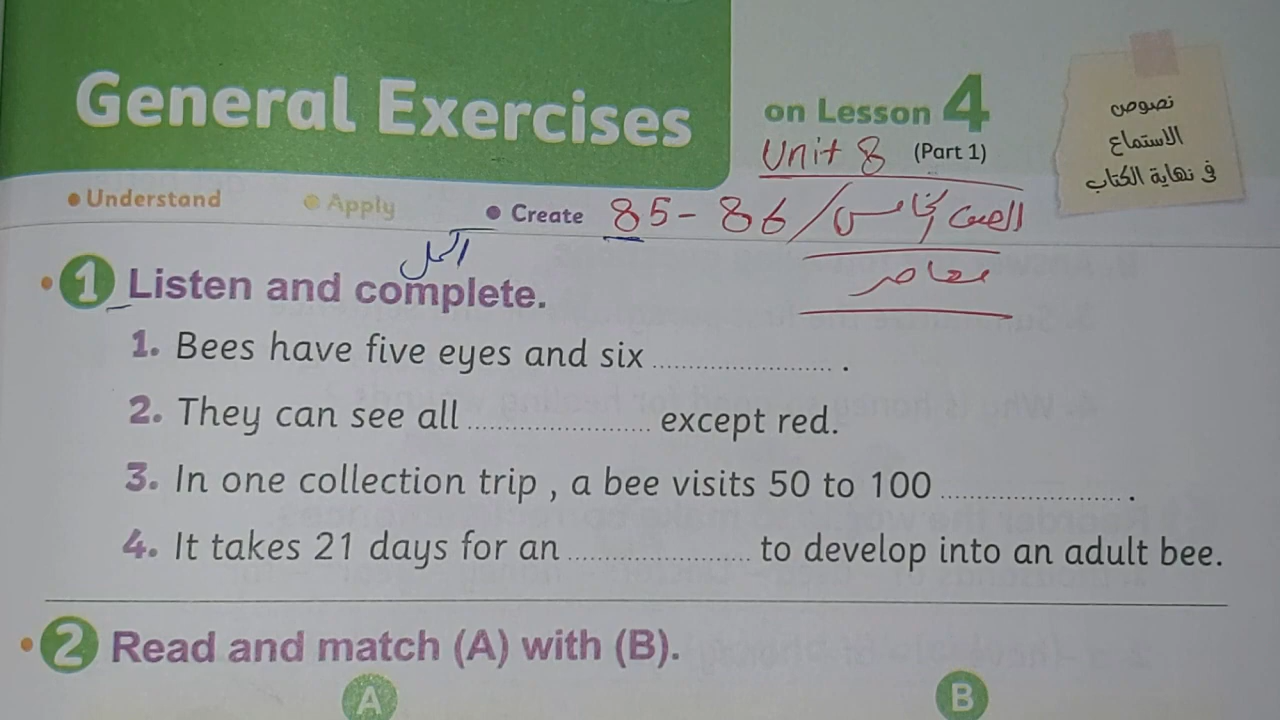 General Exercises
on Lesson 4
Unit 8 (Part 1)
نصوص
الاستماع
فى نهاية الكتاب
• Understand • Apply • Create
85 - 86 / الصف الخامس
معاصر
الحل
1 Listen and complete.
1. Bees have five eyes and six .................... .
2. They can see all .................... except red.
3. In one collection trip , a bee visits 50 to 100 .................... .
4. It takes 21 days for an .................... to develop into an adult bee.
2 Read and match (A) with (B).
A B